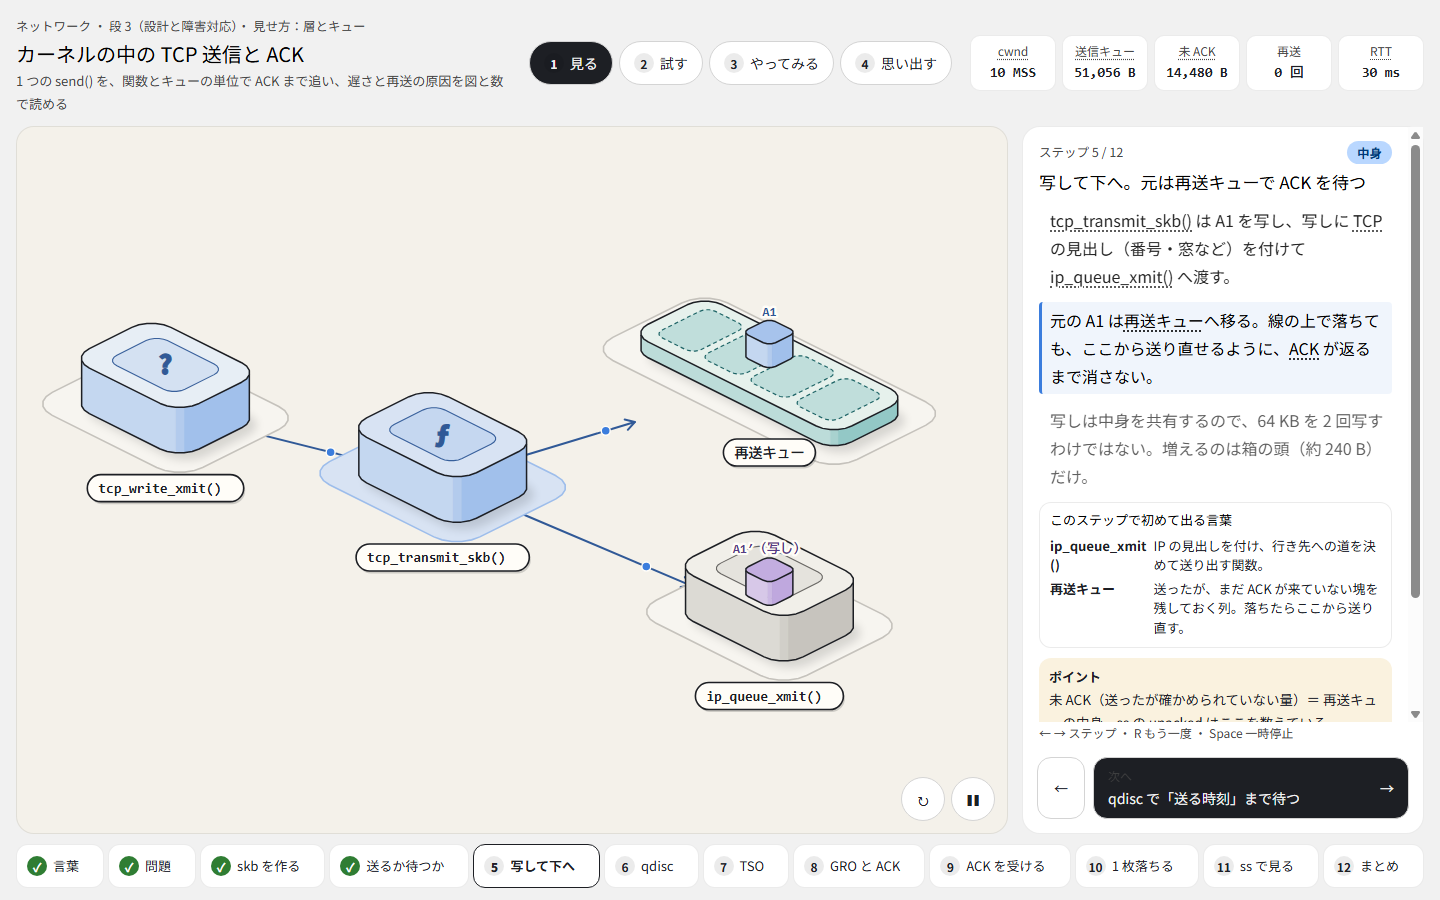 ネットワーク ・ 段 3（設計と障害対応）・ 見せ方：層とキュー
カーネルの中の TCP 送信と ACK
1 つの send() を、関数とキューの単位で ACK まで追い、遅さと再送の原因を図と数
で読める
1 見る
2 試す
3 やってみる
4 思い出す
cwnd
10 MSS
送信キュー
51,056 B
未 ACK
14,480 B
再送
0 回
RTT
30 ms
?
tcp_write_xmit()
ƒ
tcp_transmit_skb()
A1
再送キュー
A1′（写し）
ip_queue_xmit()
ステップ 5 / 12
中身
写して下へ。元は再送キューで ACK を待つ
tcp_transmit_skb() は A1 を写し、写しに TCP
の見出し（番号・窓など）を付けて
ip_queue_xmit() へ渡す。
元の A1 は再送キューへ移る。線の上で落ちて
も、ここから送り直せるように、ACK が返る
まで消さない。
写しは中身を共有するので、64 KB を 2 回写す
わけではない。増えるのは箱の頭（約 240 B）
だけ。
このステップで初めて出る言葉
ip_queue_xmit
()
IP の見出しを付け、行き先への道を決
めて送り出す関数。
再送キュー
送ったが、まだ ACK が来ていない塊を
残しておく列。落ちたらここから送り
直す。
ポイント
未 ACK（送ったが確かめられていない量）＝ 再送キュ
ーの中身。ss の unacked はここを数えている。
← → ステップ ・ R もう一度 ・ Space 一時停止
←
次へ
qdisc で「送る時刻」まで待つ
→
言葉
問題
skb を作る
送るか待つか
5 写して下へ
6 qdisc
7 TSO
8 GRO と ACK
9 ACK を受ける
10 1 枚落ちる
11 ss で見る
12 まとめ